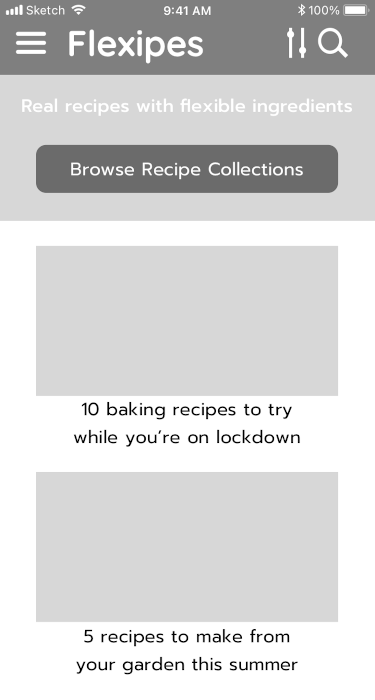 Sketch 9:41 AM 100%
Flexipes
Real recipes with flexible ingredients
Browse Recipe Collections
10 baking recipes to try
while you’re on lockdown
5 recipes to make from
your garden this summer